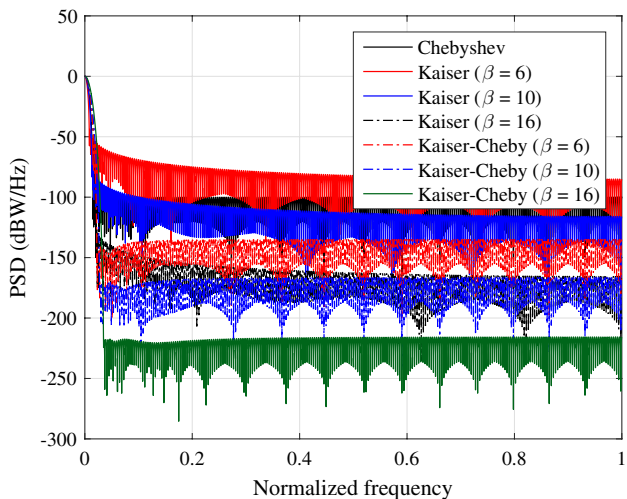 50
0
-50
-100
-150
-200
-250
-300
PSD (dBW/Hz)
Chebyshev
Kaiser (β = 6)
Kaiser (β = 10)
Kaiser (β = 16)
Kaiser-Cheby (β = 6)
Kaiser-Cheby (β = 10)
Kaiser-Cheby (β = 16)
0 0.2 0.4 0.6 0.8 1
Normalized frequency